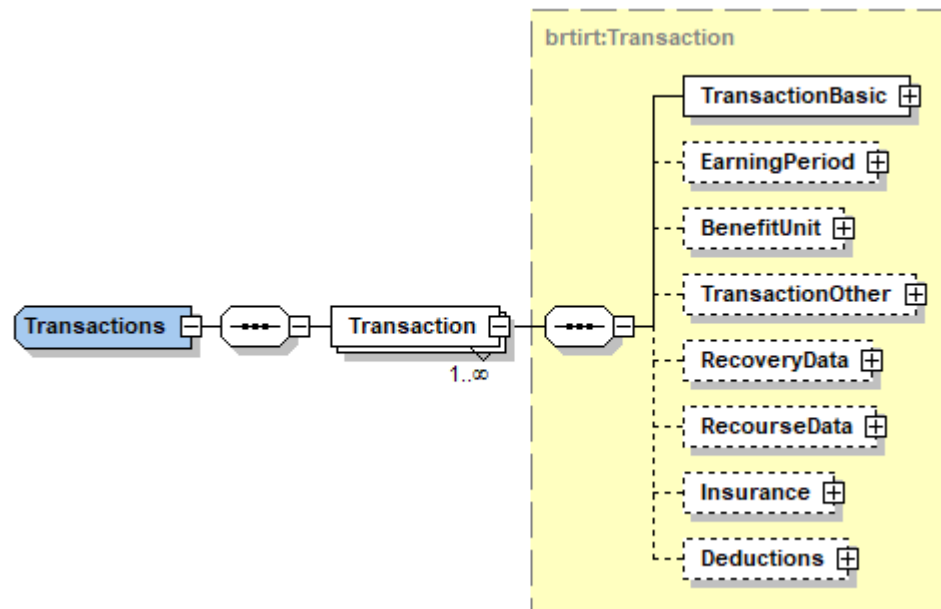 brtirt:Transaction
TransactionBasic
EarningPeriod
BenefitUnit
TransactionOther
Transactions
Transaction
1..∞
RecoveryData
RecourseData
Insurance
Deductions